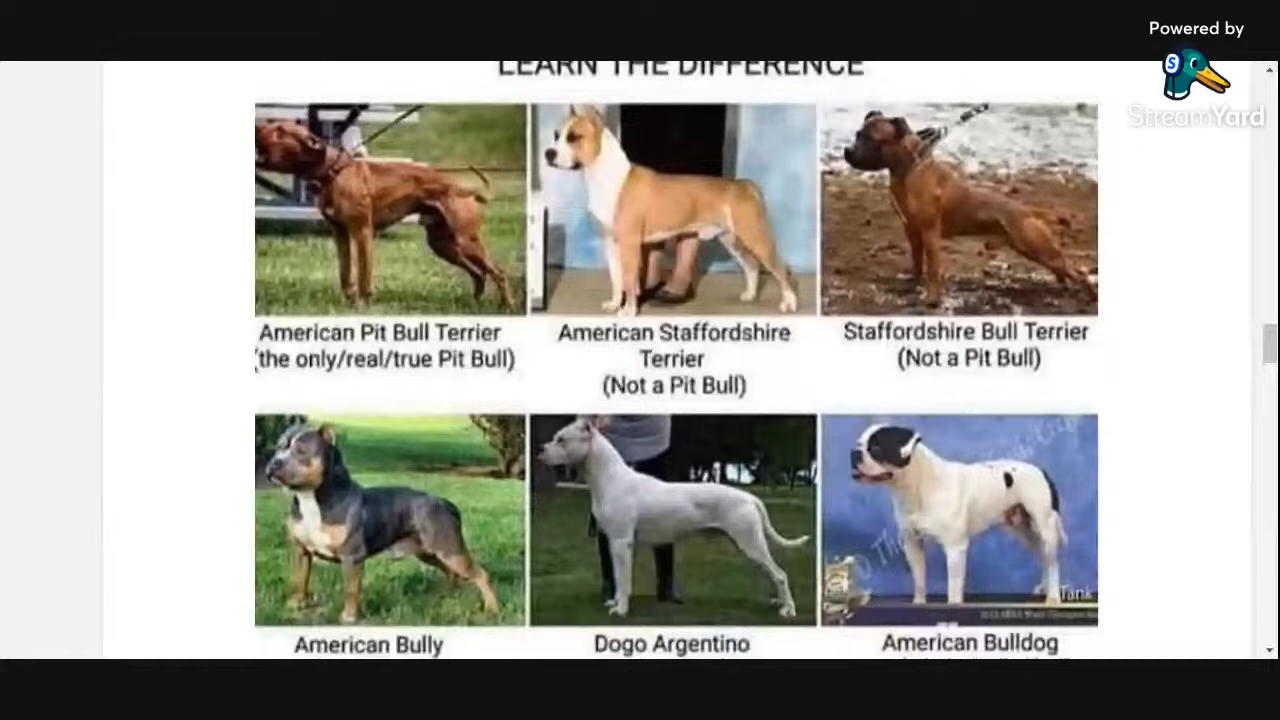 Powered by
StreamYard
LEARN THE DIFFERENCE
American Pit Bull Terrier
(the only/real/true Pit Bull)
American Staffordshire
Terrier
(Not a Pit Bull)
Staffordshire Bull Terrier
(Not a Pit Bull)
American Bully
Dogo Argentino
Tank
American Bulldog